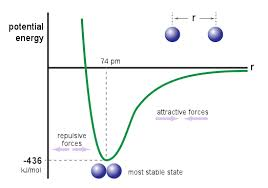 potential
energy
r
74 pm
r
attractive forces
repulsive
forces
-436
kJ/mol
most stable state